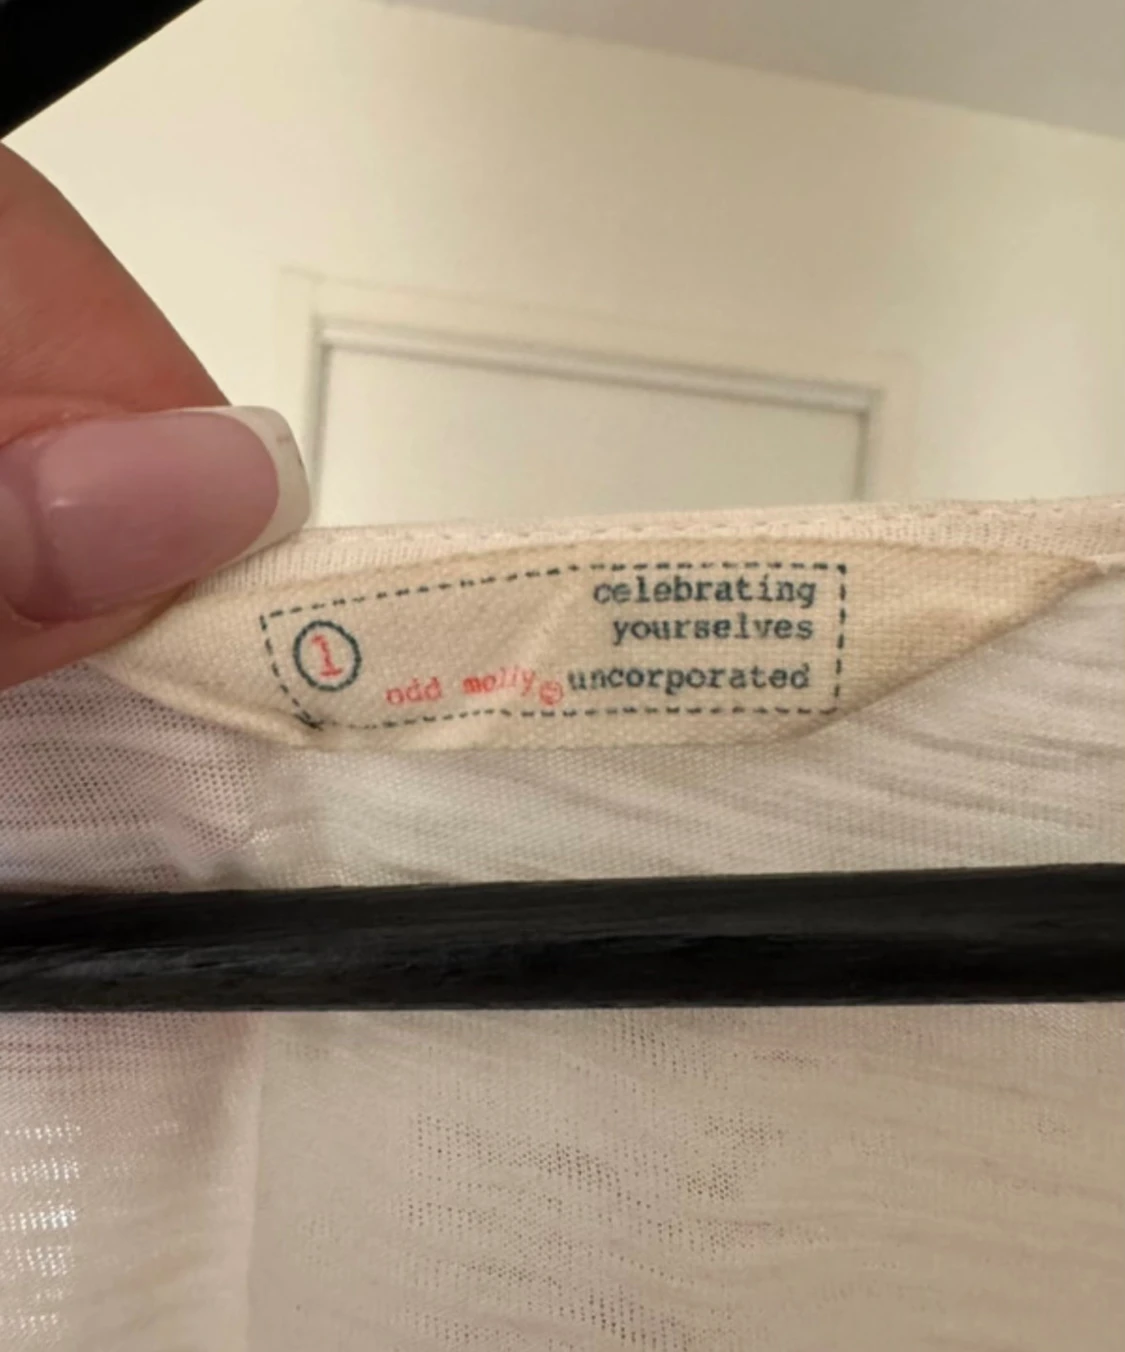 celebrating
yourselves
1
odd molly uncorporated